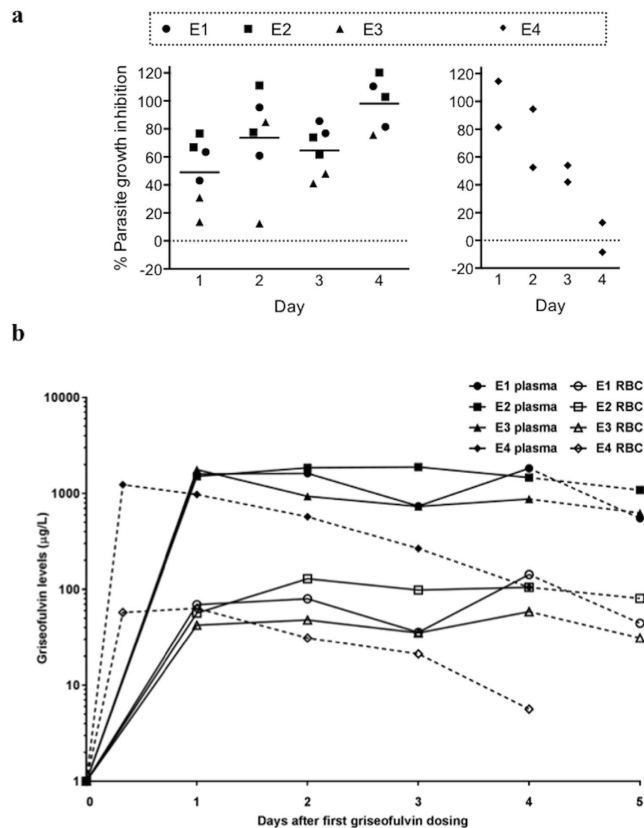 a
E1 E2 E3 E4
% Parasite growth inhibition
120
100
80
60
40
20
0
-20
1 2 3 4
Day
120
100
80
60
40
20
0
-20
1 2 3 4
Day
b
E1 plasma E1 RBC
E2 plasma E2 RBC
E3 plasma E3 RBC
E4 plasma E4 RBC
Griseofulvin levels (µg/L)
10000
1000
100
10
1
0 1 2 3 4 5
Days after first griseofulvin dosing